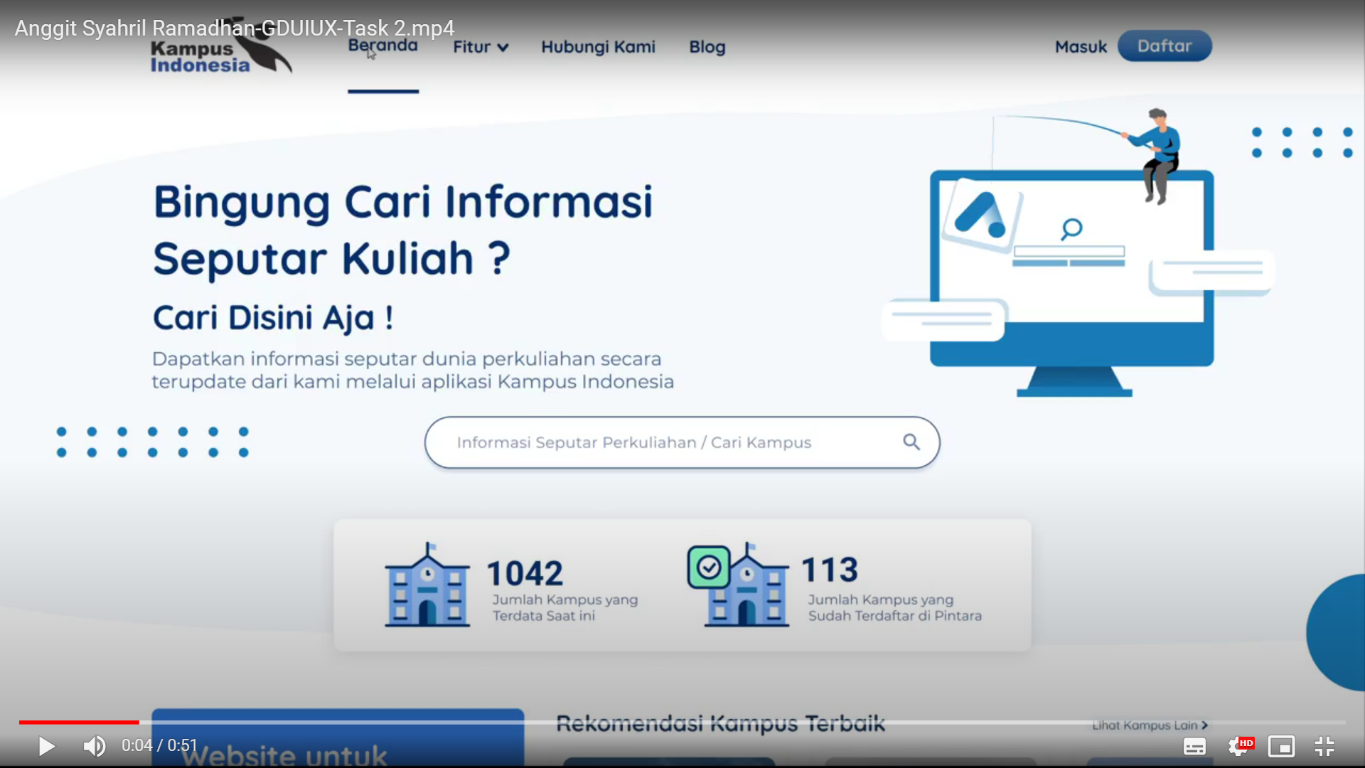 Anggit Syahril Ramadhan-GDUIUX-Task 2.mp4
Kampus
Indonesia
Beranda
Fitur
Hubungi Kami
Blog
Masuk
Daftar
Bingung Cari Informasi
Seputar Kuliah ?
Cari Disini Aja !
Dapatkan informasi seputar dunia perkuliahan secara
terupdate dari kami melalui aplikasi Kampus Indonesia
Informasi Seputar Perkuliahan / Cari Kampus
1042
Jumlah Kampus yang
Terdata Saat ini
113
Jumlah Kampus yang
Sudah Terdaftar di Pintara
Website untuk
Rekomendasi Kampus Terbaik
Lihat Kampus Lain
0:04 / 0:51
HD